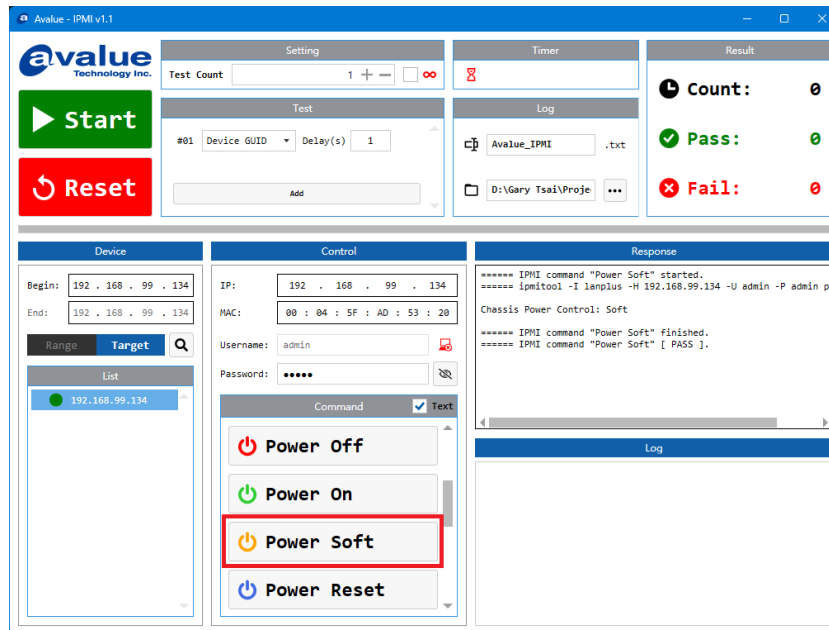 Avalue - IPMI v1.1
avalue
Technology Inc.
Start
Reset
Setting
Test Count 1
Test
#01 Device GUID Delay(s) 1
Add
Timer
Log
Avalue_IPMI .txt
D:\Gary Tsai\Proje
Result
Count: 0
Pass: 0
Fail: 0
Device
Begin: 192 . 168 . 99 . 134
End: 192 . 168 . 99 . 134
Range Target
List
192.168.99.134
Control
IP: 192 . 168 . 99 . 134
MAC: 00 : 04 : 5F : AD : 53 : 20
Username: admin
Password: •••••
Command Text
Power Off
Power On
Power Soft
Power Reset
Response
====== IPMI command "Power Soft" started.
====== ipmitool -I lanplus -H 192.168.99.134 -U admin -P admin p
Chassis Power Control: Soft
====== IPMI command "Power Soft" finished.
====== IPMI command "Power Soft" [ PASS ].
Log